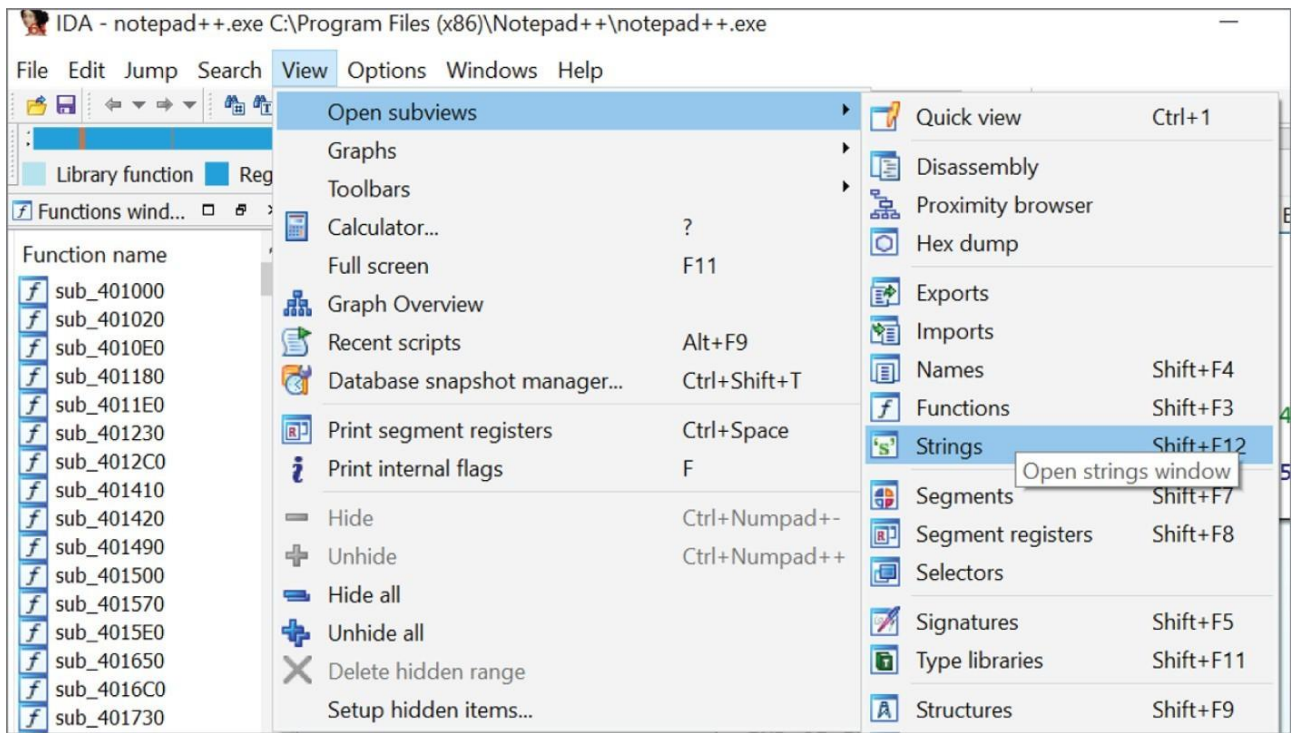 IDA - notepad++.exe C:\Program Files (x86)\Notepad++\notepad++.exe
File Edit Jump Search View Options Windows Help
Library function Reg
Functions wind...
Function name
sub_401000
sub_401020
sub_4010E0
sub_401180
sub_4011E0
sub_401230
sub_4012C0
sub_401410
sub_401420
sub_401490
sub_401500
sub_401570
sub_4015E0
sub_401650
sub_4016C0
sub_401730
Open subviews
Graphs
Toolbars
Calculator... ?
Full screen F11
Graph Overview
Recent scripts Alt+F9
Database snapshot manager... Ctrl+Shift+T
Print segment registers Ctrl+Space
Print internal flags F
Hide Ctrl+Numpad+-
Unhide Ctrl+Numpad++
Hide all
Unhide all
Delete hidden range
Setup hidden items...
Quick view Ctrl+1
Disassembly
Proximity browser
Hex dump
Exports
Imports
Names Shift+F4
Functions Shift+F3
Strings Shift+F12
Open strings window
Segments Shift+F7
Segment registers Shift+F8
Selectors
Signatures Shift+F5
Type libraries Shift+F11
Structures Shift+F9